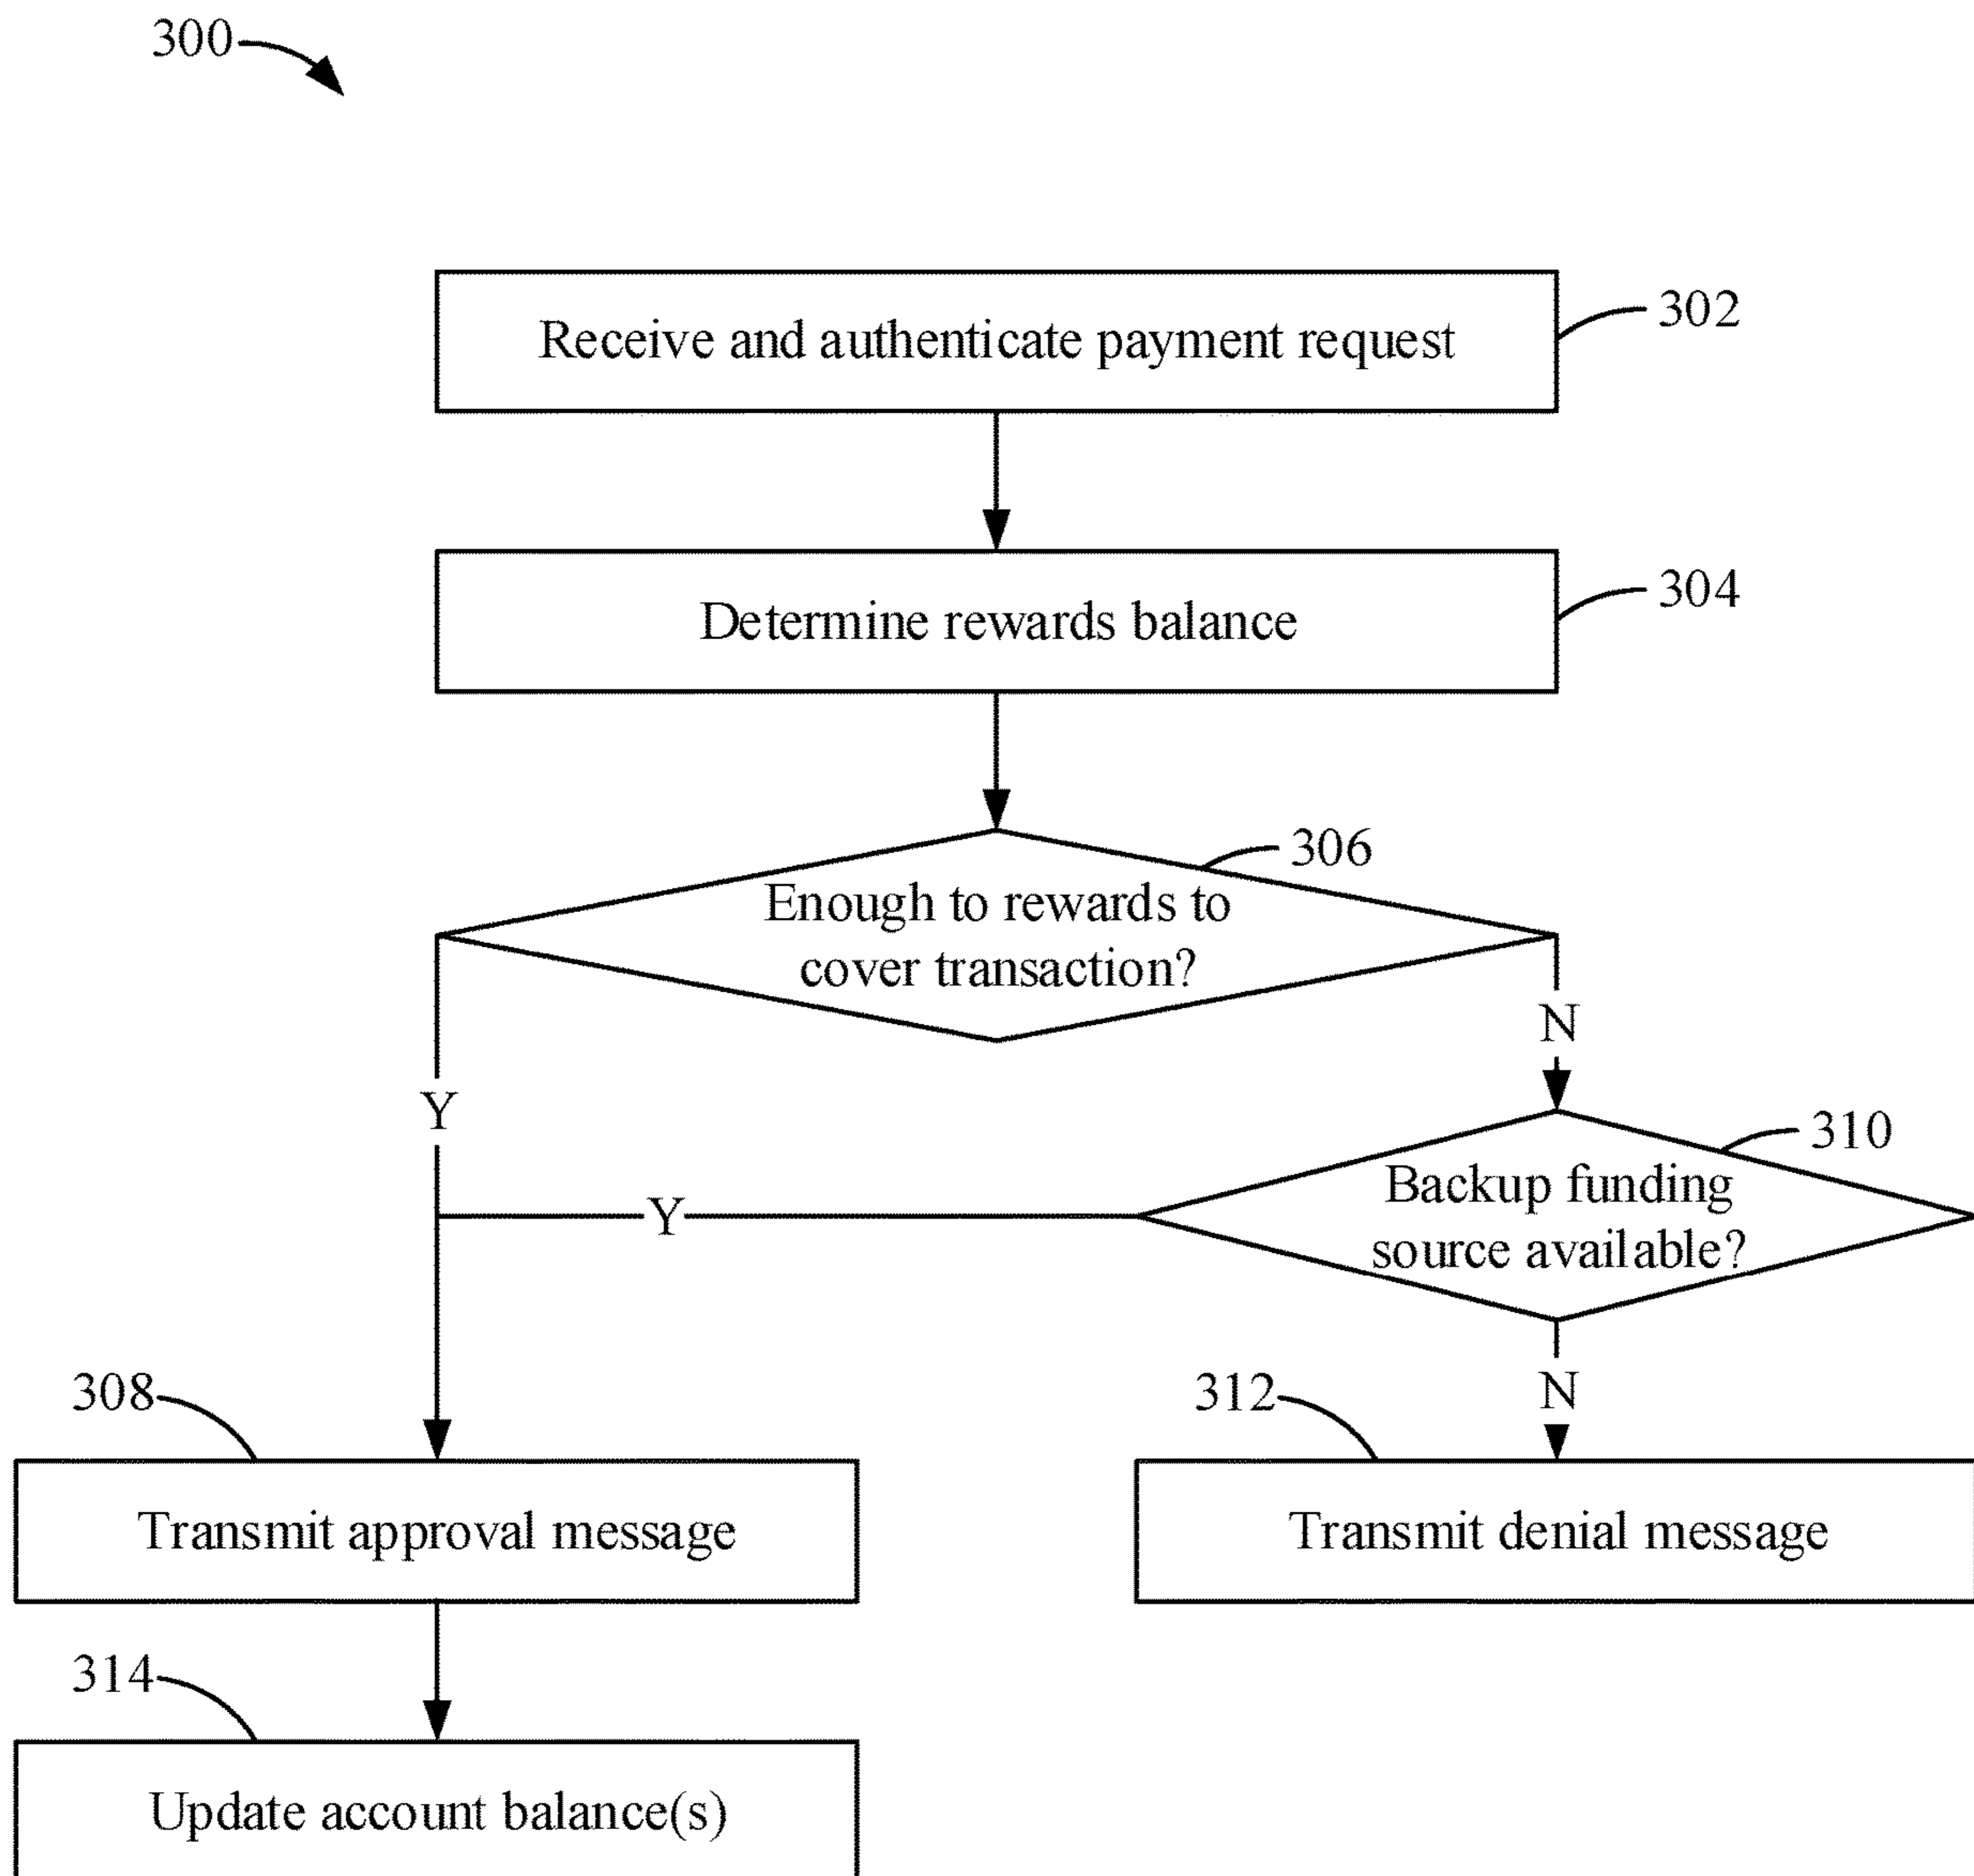 300
Receive and authenticate payment request
302
Determine rewards balance
304
306
Enough to rewards to
cover transaction?
Y
N
310
Backup funding
source available?
Y
N
308
Transmit approval message
312
Transmit denial message
314
Update account balance(s)